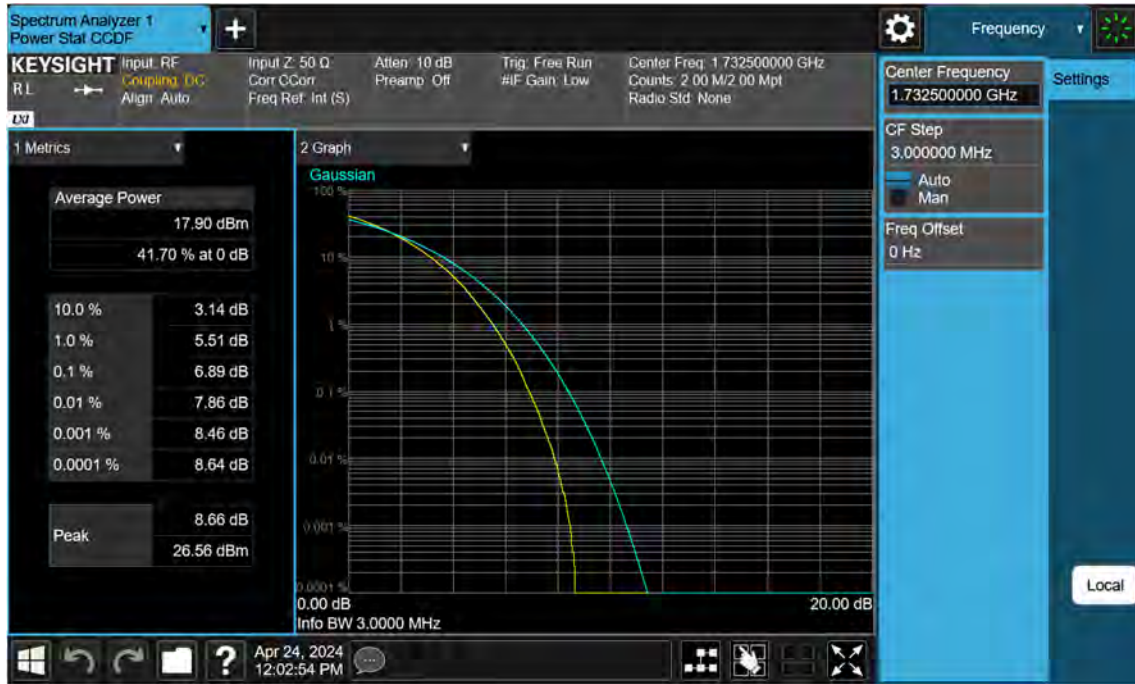 Spectrum Analyzer 1
Power Stat CCDF
Frequency
KEYSIGHT
RL
LXI
Input: RF
Coupling: DC
Align: Auto
Input Z: 50 Ω
Corr CCorr
Freq Ref: Int (S)
Atten: 10 dB
Preamp: Off
Trig: Free Run
#IF Gain: Low
Center Freq: 1.732500000 GHz
Counts: 2.00 M/2.00 Mpt
Radio Std: None
Center Frequency
1.732500000 GHz
Settings
CF Step
3.000000 MHz
Auto
Man
Freq Offset
0 Hz
1 Metrics
Average Power
17.90 dBm
41.70 % at 0 dB
10.0 % 3.14 dB
1.0 % 5.51 dB
0.1 % 6.89 dB
0.01 % 7.86 dB
0.001 % 8.46 dB
0.0001 % 8.64 dB
Peak
8.66 dB
26.56 dBm
2 Graph
Gaussian
100 %
10 %
1 %
0.1 %
0.01 %
0.001 %
0.0001 %
0.00 dB 20.00 dB
Info BW 3.0000 MHz
Local
? Apr 24, 2024
12:02:54 PM